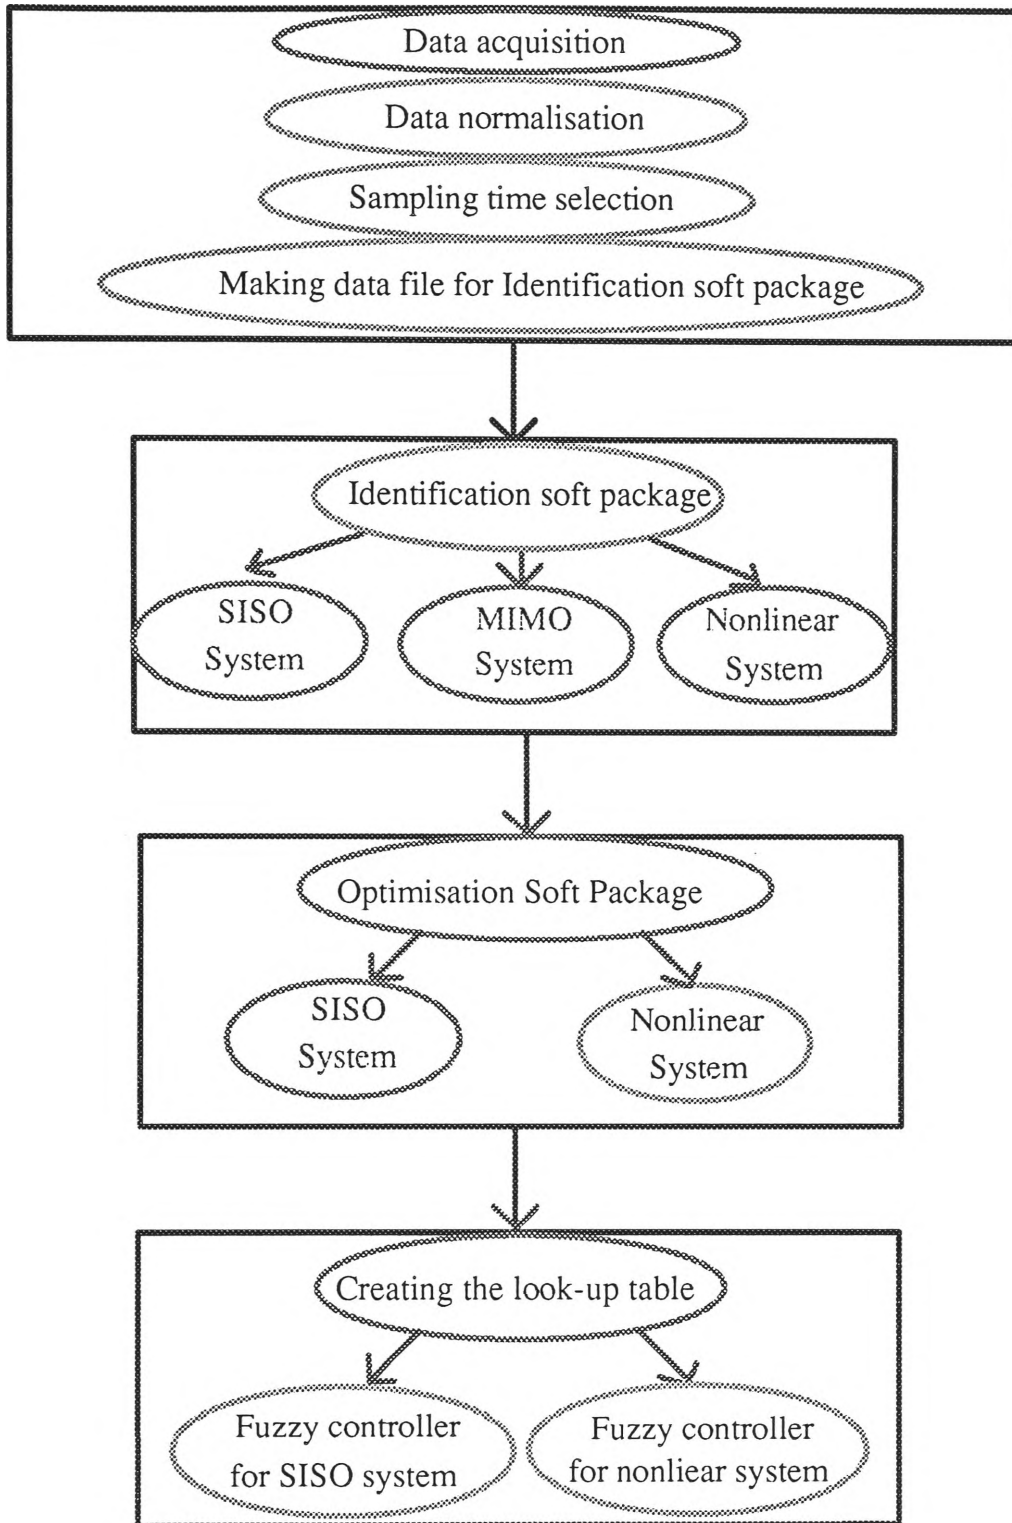 Data acquisition
Data normalisation
Sampling time selection
Making data file for Identification soft package
Identification soft package
SISO
System
MIMO
System
Nonlinear
System
Optimisation Soft Package
SISO
System
Nonlinear
System
Creating the look-up table
Fuzzy controller
for SISO system
Fuzzy controller
for nonliear system